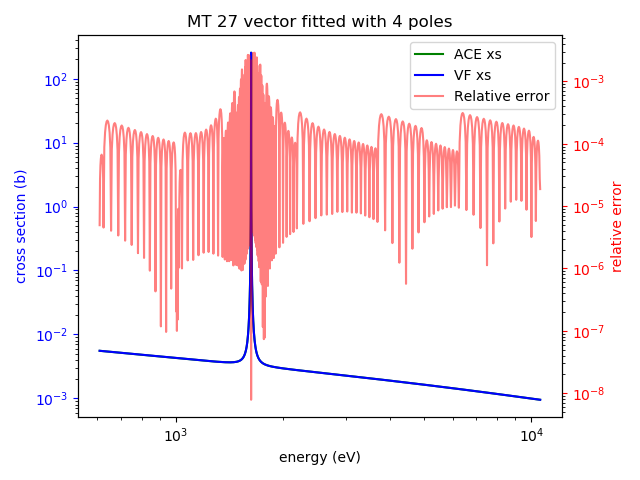 MT 27 vector fitted with 4 poles
ACE xs
VF xs
Relative error
cross section (b)
10²
10¹
10⁰
10⁻¹
10⁻²
10⁻³
relative error
10⁻³
10⁻⁴
10⁻⁵
10⁻⁶
10⁻⁷
10⁻⁸
10³
10⁴
energy (eV)